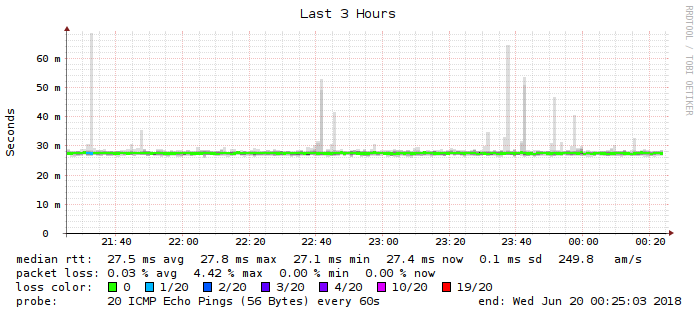 Last 3 Hours
RRDTOOL / TOBI OETIKER
Seconds
60 m
50 m
40 m
30 m
20 m
10 m
0
21:40 22:00 22:20 22:40 23:00 23:20 23:40 00:00 00:20
median rtt: 27.5 ms avg 27.8 ms max 27.1 ms min 27.4 ms now 0.1 ms sd 249.8 am/s
packet loss: 0.03 % avg 4.42 % max 0.00 % min 0.00 % now
loss color: 0 1/20 2/20 3/20 4/20 10/20 19/20
probe: 20 ICMP Echo Pings (56 Bytes) every 60s end: Wed Jun 20 00:25:03 2018